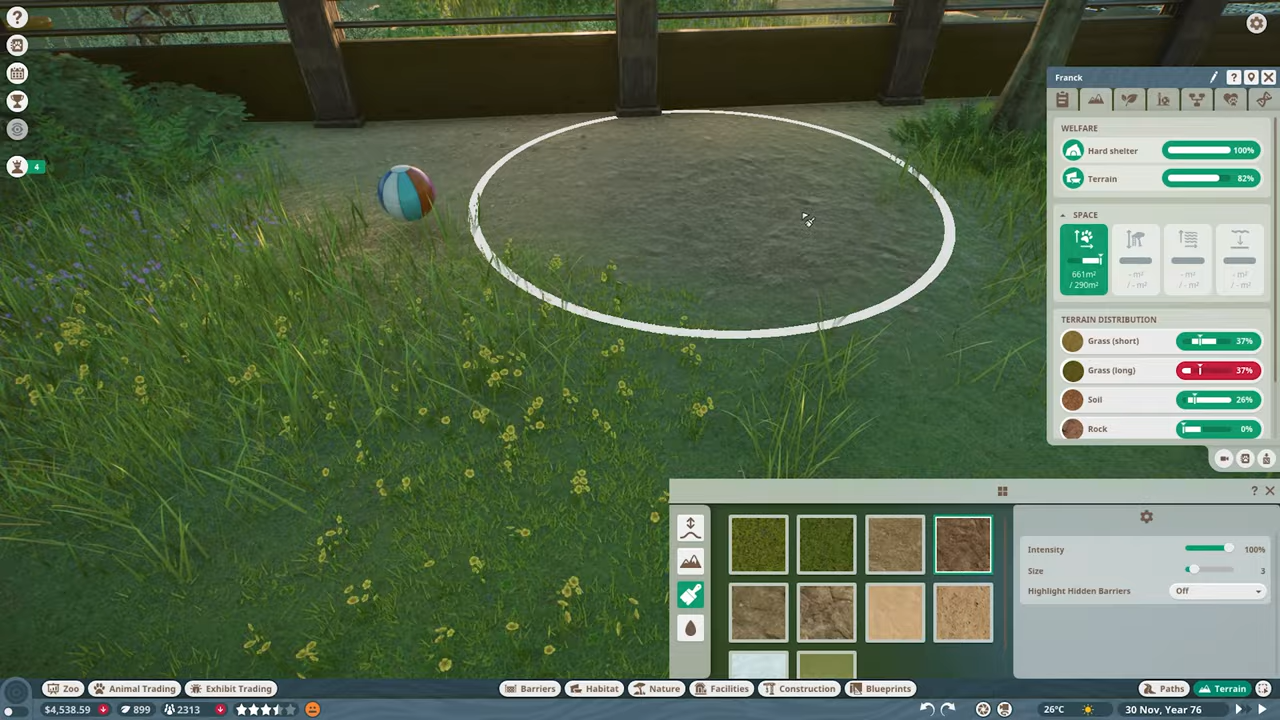 ?
4
Franck
?
WELFARE
Hard shelter 100%
Terrain 82%
SPACE
661m² / 290m²
- m² / - m²
- m² / - m²
- m² / - m²
TERRAIN DISTRIBUTION
Grass (short) 37%
Grass (long) 37%
Soil 26%
Rock 0%
?
Intensity 100%
Size 3
Highlight Hidden Barriers Off
Zoo
Animal Trading
Exhibit Trading
Barriers
Habitat
Nature
Facilities
Construction
Blueprints
Paths
Terrain
$4,538.59
899
2313
26°C
30 Nov, Year 76